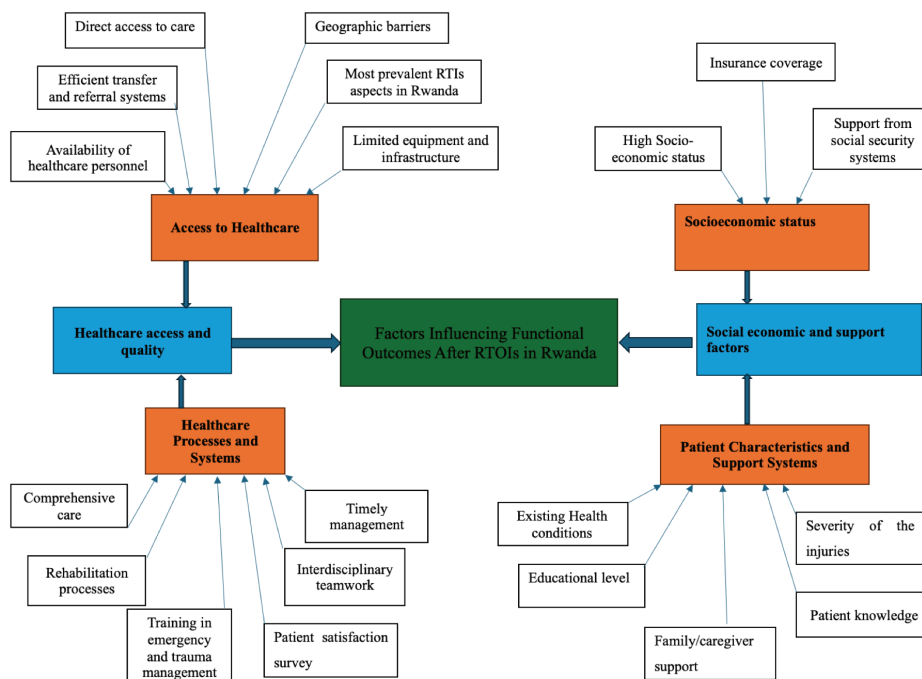 Direct access to care
Geographic barriers
Insurance coverage
Efficient transfer
and referral systems
Most prevalent RTIs
aspects in Rwanda
Availability of
healthcare personnel
Limited equipment and
infrastructure
High Socio-
economic status
Support from
social security
systems
Access to Healthcare
Socioeconomic status
Healthcare access and
quality
Factors Influencing Functional
Outcomes After RTOIs in Rwanda
Social economic and support
factors
Healthcare
Processes and
Systems
Patient Characteristics and
Support Systems
Comprehensive
care
Timely
management
Rehabilitation
processes
Interdisciplinary
teamwork
Training in
emergency
and trauma
management
Patient satisfaction
survey
Existing Health
conditions
Severity of the
injuries
Educational level
Patient knowledge
Family/caregiver
support